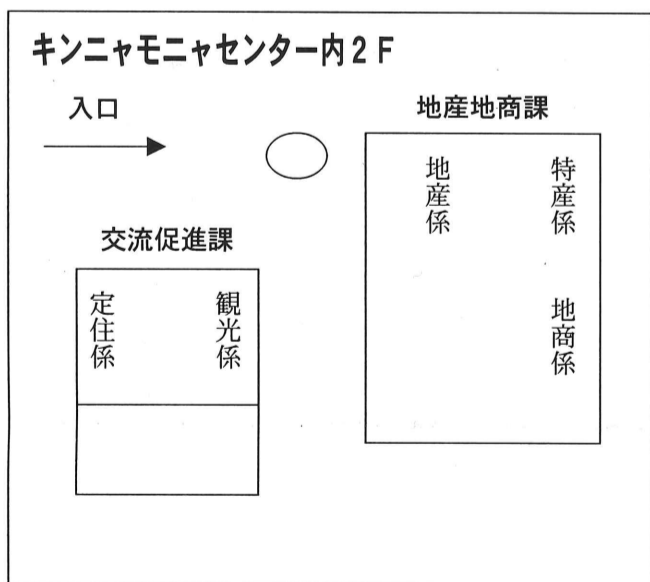 キンニャモニャセンター内2F
入口
地産地商課
地産係
特産係
地商係
交流促進課
定住係
観光係